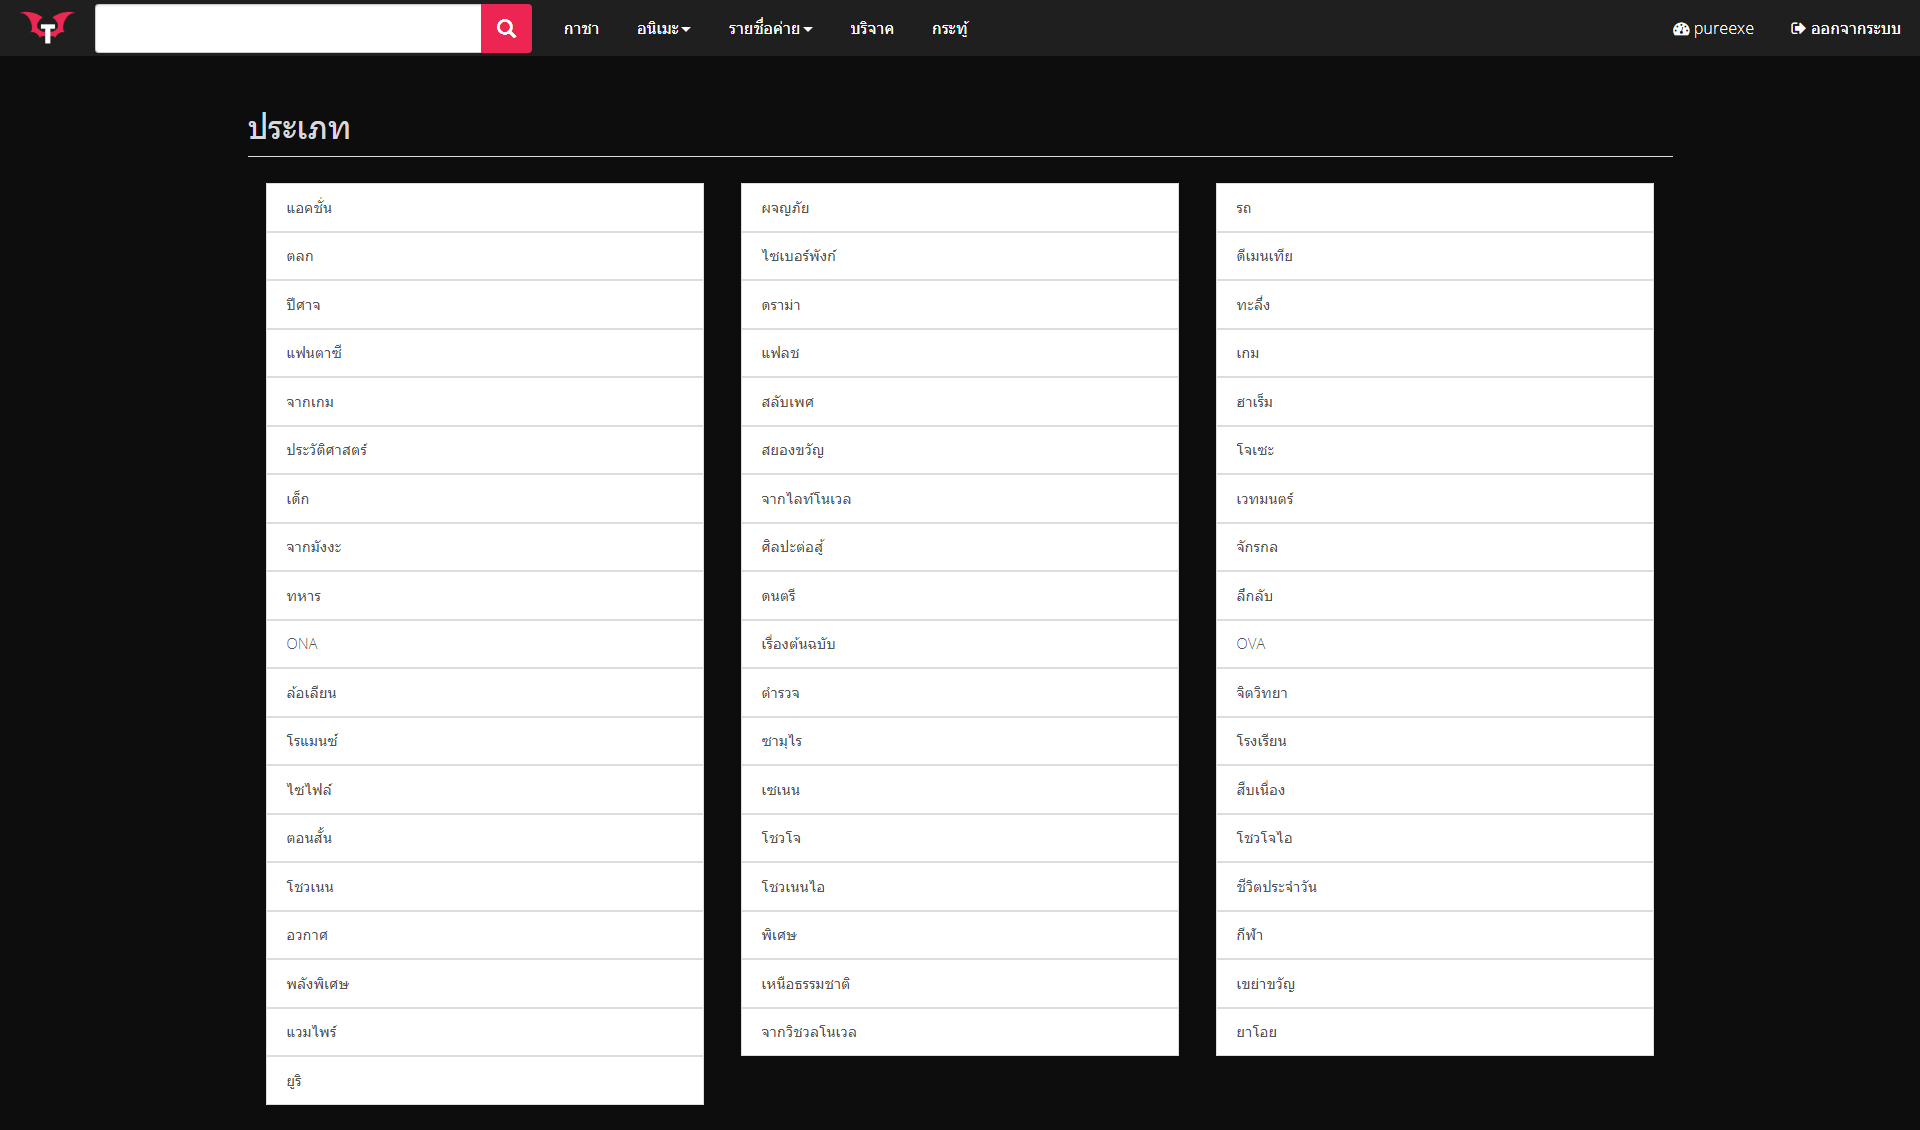 T
กาชา อนิเมะ รายชื่อค่าย บริจาค กระทู้ pureexe ออกจากระบบ
ประเภท
แอคชั่น ผจญภัย รถ
ตลก ไซเบอร์พังก์ ดีเมนเทีย
ปีศาจ ดราม่า ทะลึ่ง
แฟนตาซี แฟลช เกม
จากเกม สลับเพศ ฮาเร็ม
ประวัติศาสตร์ สยองขวัญ โจเซะ
เด็ก จากไลท์โนเวล เวทมนตร์
จากมังงะ ศิลปะต่อสู้ จักรกล
ทหาร ดนตรี ลึกลับ
ONA เรื่องต้นฉบับ OVA
ล้อเลียน ตำรวจ จิตวิทยา
โรแมนซ์ ซามุไร โรงเรียน
ไซไฟล์ เซเนน สืบเนื่อง
ตอนสั้น โชวโจ โชวโจไอ
โชวเนน โชวเนนไอ ชีวิตประจำวัน
อวกาศ พิเศษ กีฬา
พลังพิเศษ เหนือธรรมชาติ เขย่าขวัญ
แวมไพร์ จากวิชวลโนเวล ยาโอย
ยูริ